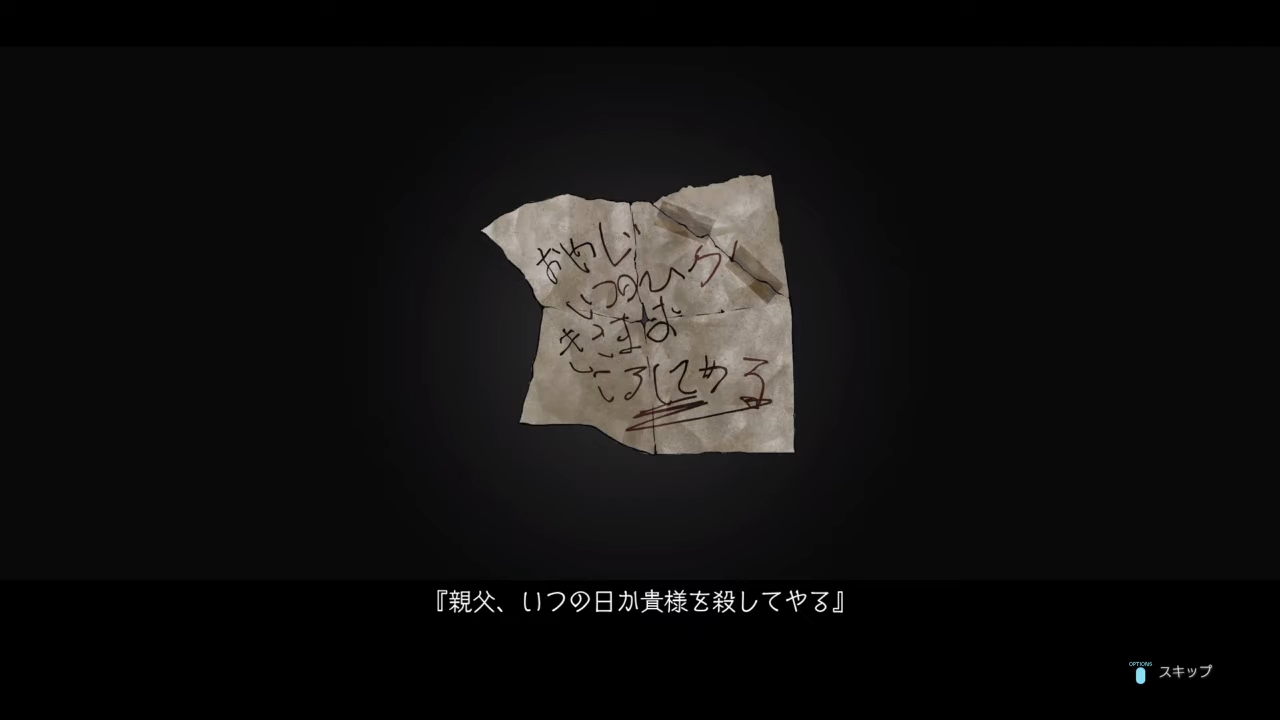 おやじ
いつのひか
きさまを
ころしてやる
『親父、いつの日か貴様を殺してやる』
OPTIONS
スキップ